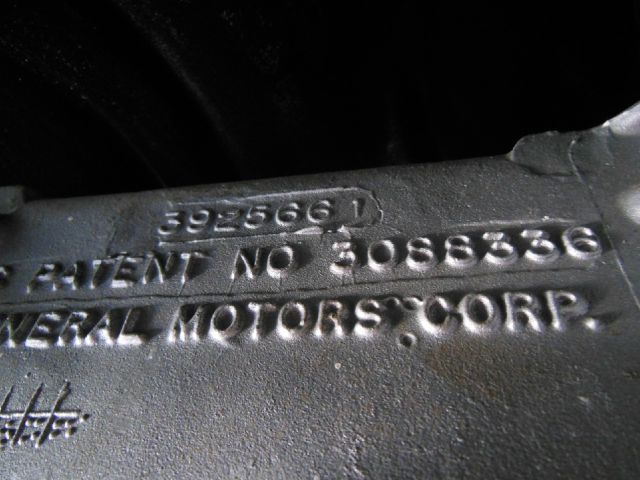 3925661
S PATENT NO 3088336
NERAL MOTORS CORP.